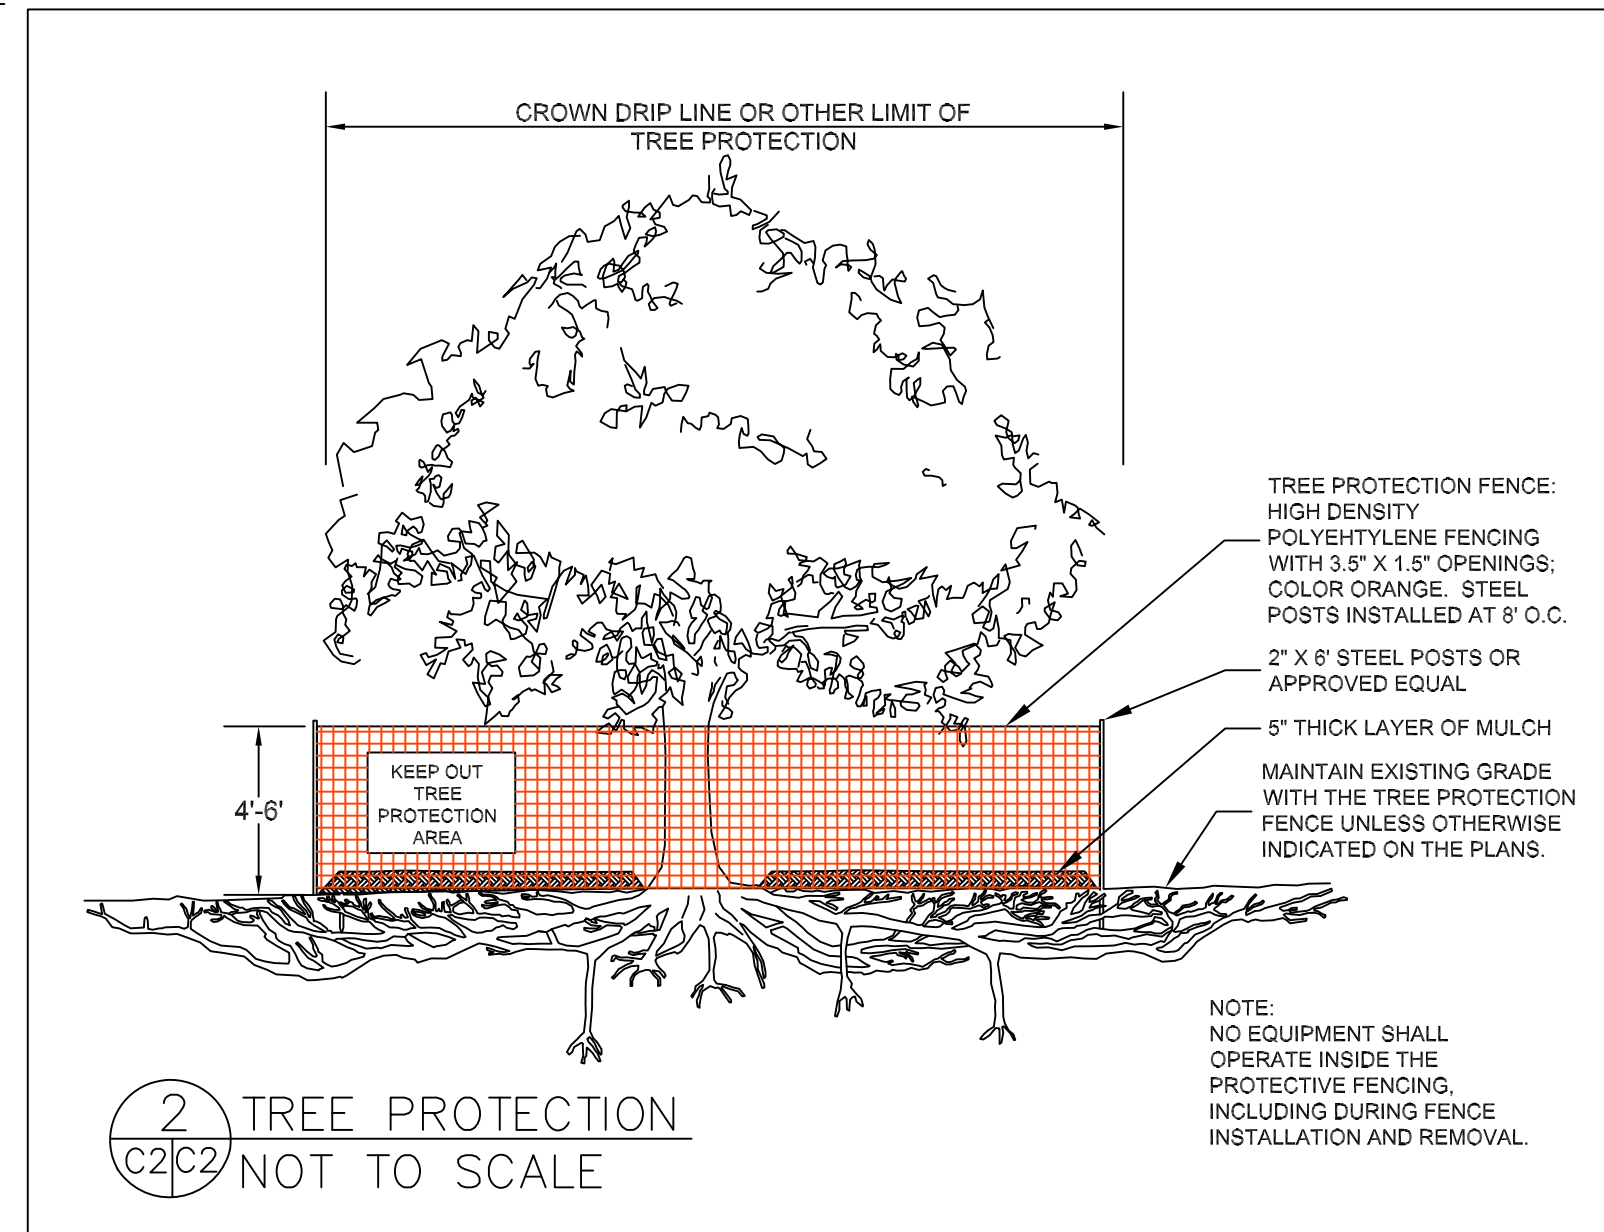 CROWN DRIP LINE OR OTHER LIMIT OF
TREE PROTECTION
TREE PROTECTION FENCE:
HIGH DENSITY
POLYEHTYLENE FENCING
WITH 3.5" X 1.5" OPENINGS;
COLOR ORANGE. STEEL
POSTS INSTALLED AT 8' O.C.
2" X 6' STEEL POSTS OR
APPROVED EQUAL
5" THICK LAYER OF MULCH
MAINTAIN EXISTING GRADE
WITH THE TREE PROTECTION
FENCE UNLESS OTHERWISE
INDICATED ON THE PLANS.
4'-6'
KEEP OUT
TREE
PROTECTION
AREA
NOTE:
NO EQUIPMENT SHALL
OPERATE INSIDE THE
PROTECTIVE FENCING,
INCLUDING DURING FENCE
INSTALLATION AND REMOVAL.
2
C2 C2
TREE PROTECTION
NOT TO SCALE